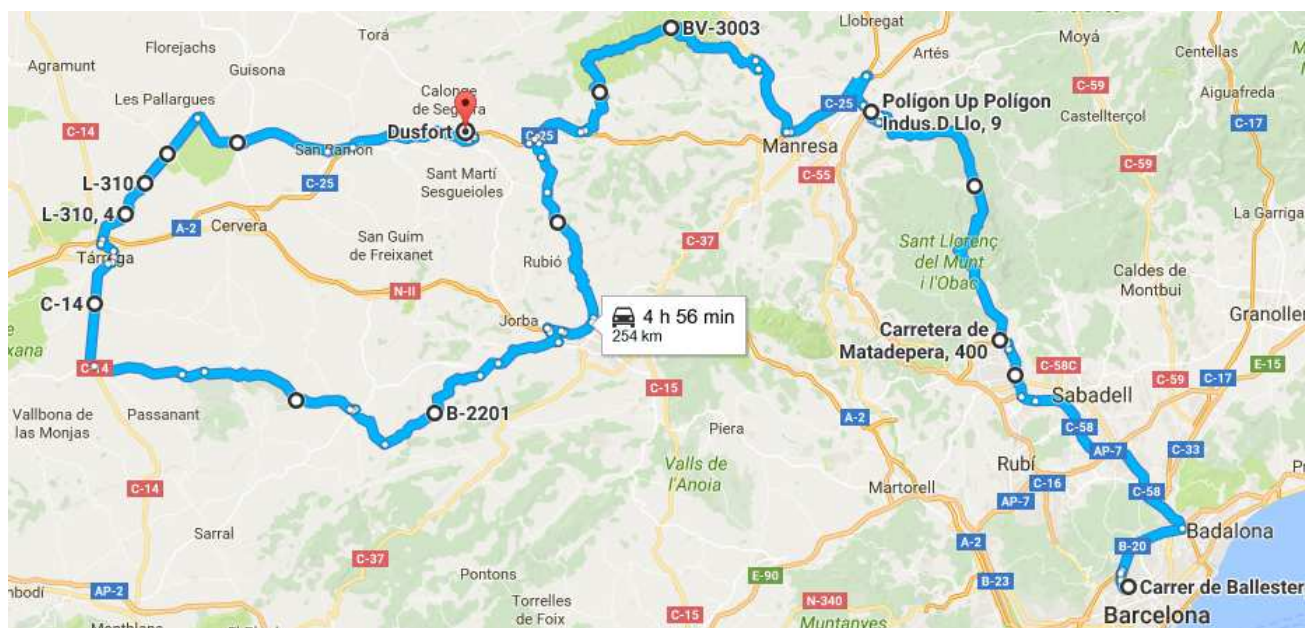 Florejachs
Torá
BV-3003
Llobregat
Artés
Moyá
Centellas
Agramunt
Guisona
Les Pallargues
Calonge
de Segarra
C-59
Aiguafreda
C-14
Dusfort
C-25
C-25
Polígon Up Polígon
Indus.D Llo, 9
Castellterçol
C-17
San Ramón
Manresa
L-310
C-25
Sant Martí
Sesgueioles
C-55
C-59
L-310, 4
A-2
Cervera
La Garriga
Tárrega
San Guim
de Freixanet
C-37
Sant Llorenç
del Munt
i l'Obac
Rubió
Caldes de
Montbui
N-II
C-14
Jorba
4 h 56 min
254 km
Granoller
Carretera de
Matadepera, 400
C-14
C-58C
E-15
C-15
C-59
C-17
Sabadell
Vallbona de
las Monjas
Passanant
B-2201
A-2
Piera
C-58
AP-7
C-33
Valls de
l'Anoia
Rubí
C-14
Martorell
AP-7
C-16
C-58
Sarral
A-2
B-20
Badalona
C-37
E-90
B-23
Carrer de Ballester
AP-2
Pontons
Torrelles
de Foix
N-340
C-15
Muntanyes
Barcelona